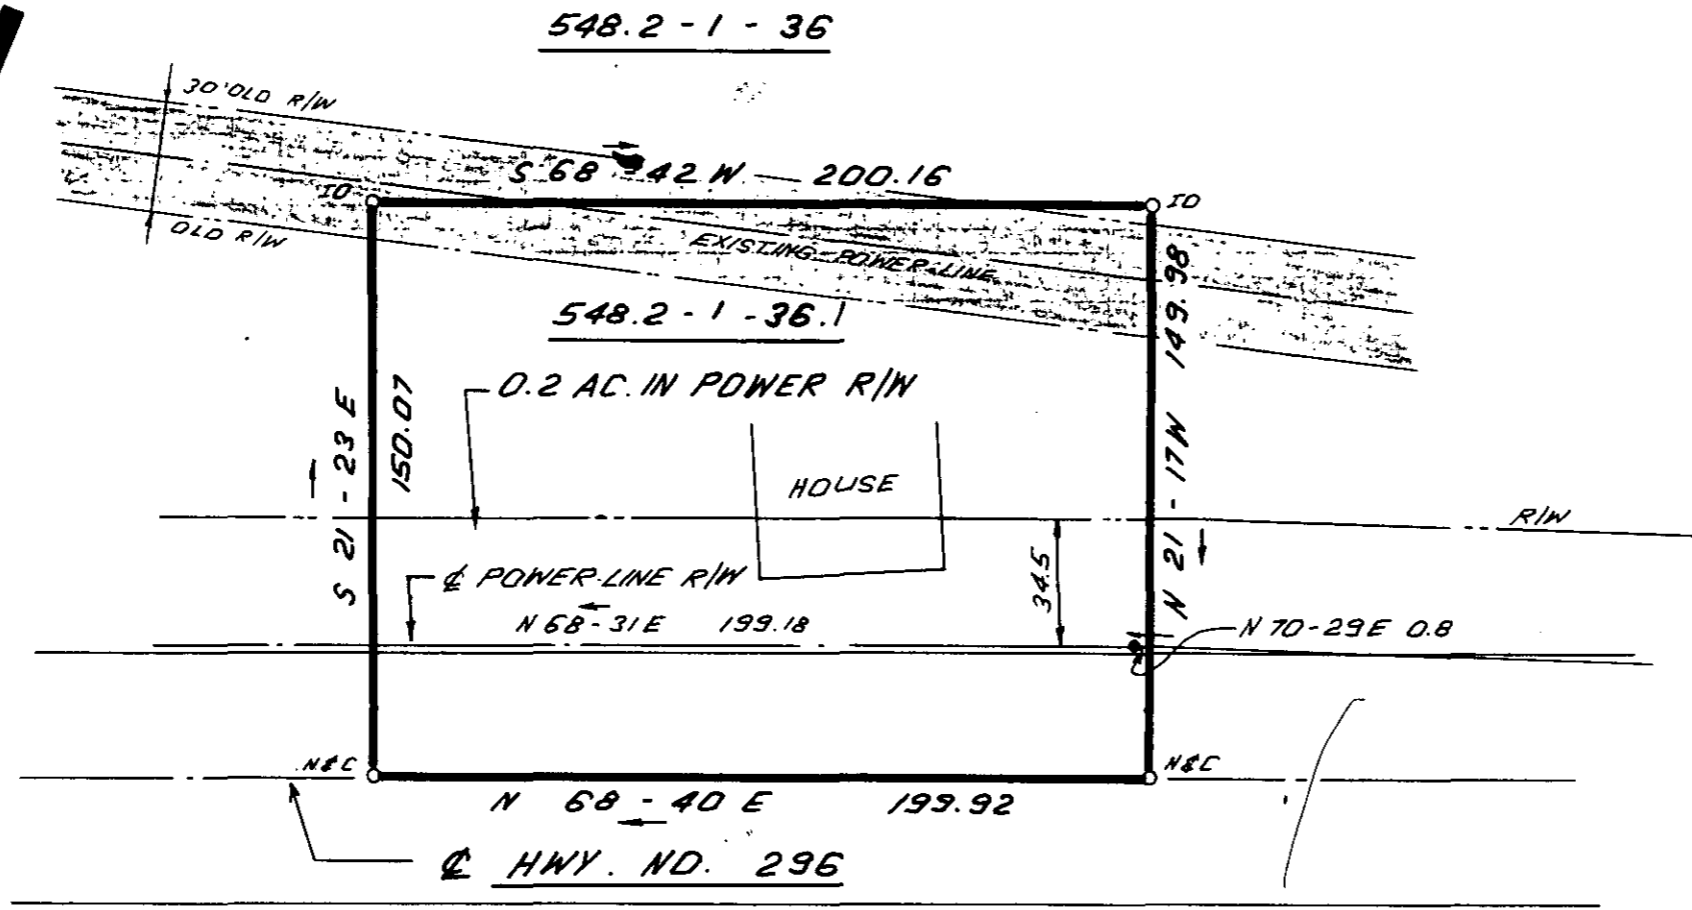 548.2 - 1 - 36
30' OLD R/W
S 68 - 42 W - 200.16
IO
IO
OLD R/W
EXISTING POWER-LINE
149.98
548.2 - 1 - 36.1
0.2 AC. IN POWER R/W
S 21 - 23 E
150.07
N 21 - 17 W
HOUSE
R/W
34.5
℄ POWER-LINE R/W
N 68 - 31 E 199.18
N 70-29 E 0.8
N&C
N&C
N 68 - 40 E 199.92
℄ HWY. NO. 296